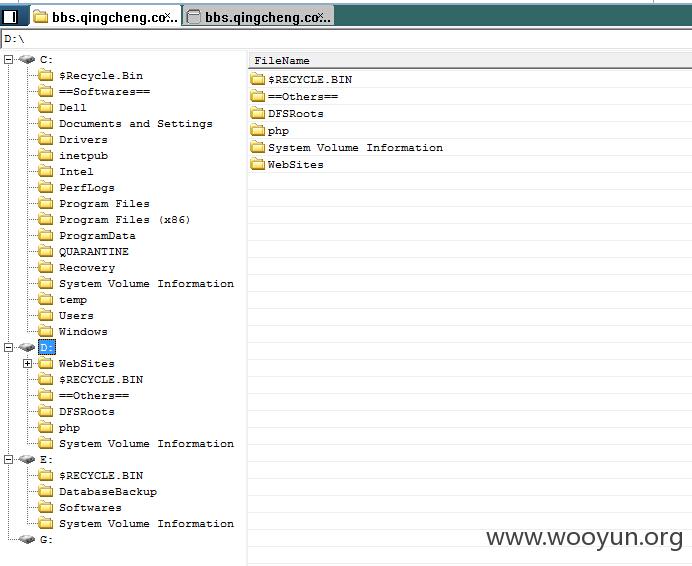 bbs.qingcheng.co... bbs.qingcheng.co...
D:\
C:
$Recycle.Bin
==Softwares==
Dell
Documents and Settings
Drivers
inetpub
Intel
PerfLogs
Program Files
Program Files (x86)
ProgramData
QUARANTINE
Recovery
System Volume Information
temp
Users
Windows
D:
WebSites
$RECYCLE.BIN
==Others==
DFSRoots
php
System Volume Information
E:
$RECYCLE.BIN
DatabaseBackup
Softwares
System Volume Information
G:
FileName
$RECYCLE.BIN
==Others==
DFSRoots
php
System Volume Information
WebSites
www.wooyun.org